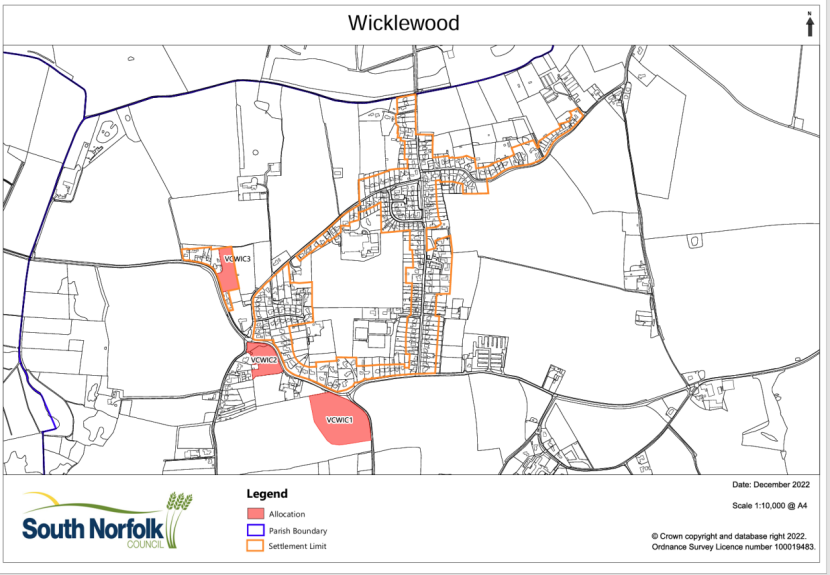 Wicklewood
N
VCWIC3
VCWIC2
VCWIC1
Date: December 2022
Legend
Scale 1:10,000 @ A4
Allocation
South Norfolk
COUNCIL
Parish Boundary
© Crown copyright and database right 2022.
Settlement Limit
Ordnance Survey Licence number 100019483.